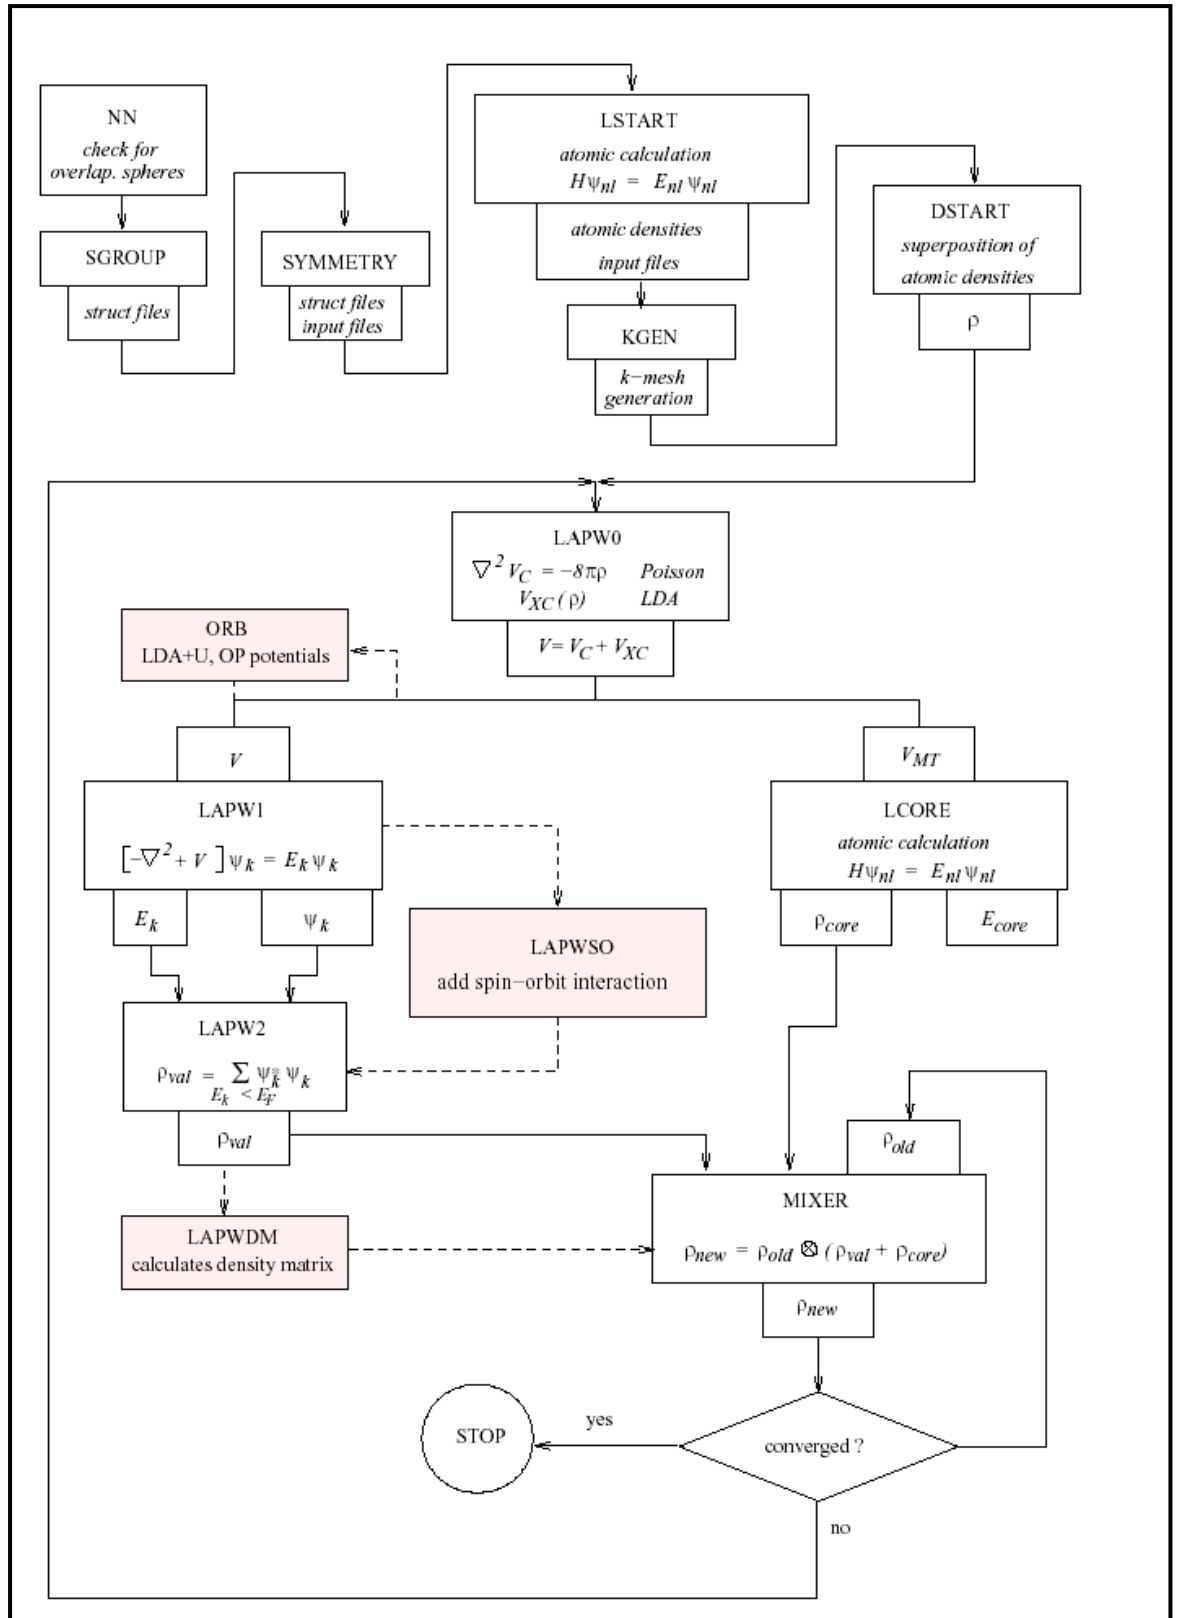 NN
check for
overlap. spheres
SGROUP
struct files
SYMMETRY
struct files
input files
LSTART
atomic calculation
Hψnl = Enl ψnl
atomic densities
input files
KGEN
k−mesh
generation
DSTART
superposition of
atomic densities
ρ
LAPW0
∇² VC = −8πρ Poisson
VXC (ρ) LDA
V= VC + VXC
ORB
LDA+U, OP potentials
V
LAPW1
[−∇² + V ] ψk = Ek ψk
Ek
ψk
VMT
LCORE
atomic calculation
Hψnl = Enl ψnl
ρcore
Ecore
LAPWSO
add spin−orbit interaction
LAPW2
ρval = Σ ψk* ψk
Ek < EF
ρval
LAPWDM
calculates density matrix
ρold
MIXER
ρnew = ρold ⊗ (ρval + ρcore)
ρnew
converged ?
yes
STOP
no